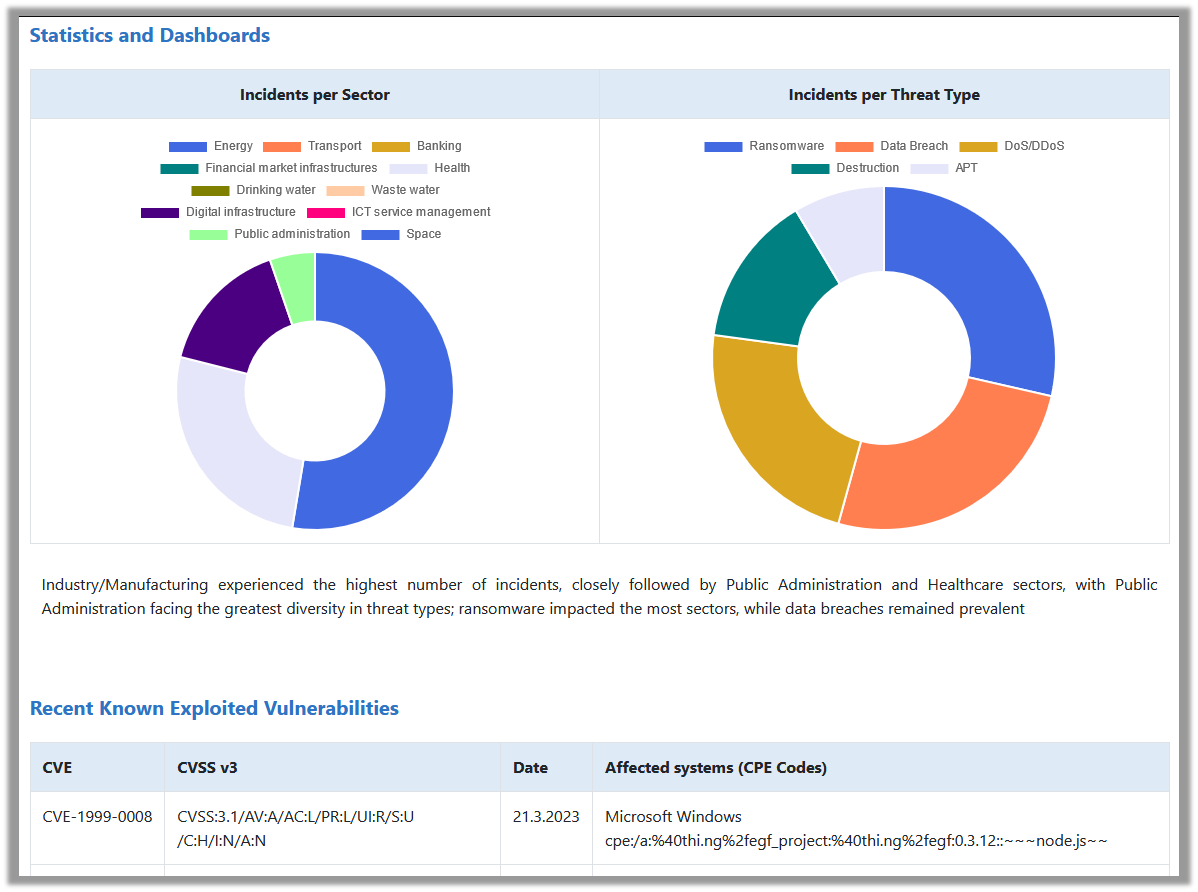 Statistics and Dashboards
Incidents per Sector
Incidents per Threat Type
Energy Transport Banking
Financial market infrastructures Health
Drinking water Waste water
Digital infrastructure ICT service management
Public administration Space
Ransomware Data Breach DoS/DDoS
Destruction APT
Industry/Manufacturing experienced the highest number of incidents, closely followed by Public Administration and Healthcare sectors, with Public
Administration facing the greatest diversity in threat types; ransomware impacted the most sectors, while data breaches remained prevalent
Recent Known Exploited Vulnerabilities
CVE CVSS v3 Date Affected systems (CPE Codes)
CVE-1999-0008 CVSS:3.1/AV:A/AC:L/PR:L/UI:R/S:U 21.3.2023 Microsoft Windows
/C:H/I:N/A:N cpe:/a:%40thi.ng%2fegf_project:%40thi.ng%2fegf:0.3.12::~~~node.js~~